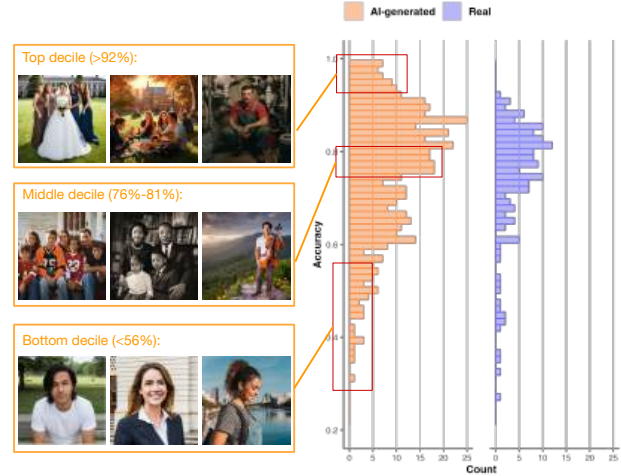 AI-generated Real
Top decile (>92%):
Middle decile (76%-81%):
Bottom decile (<56%):
Accuracy
1.0
0.8
0.6
0.4
0.2
0 5 10 15 20 25 0 5 10 15 20 25
Count